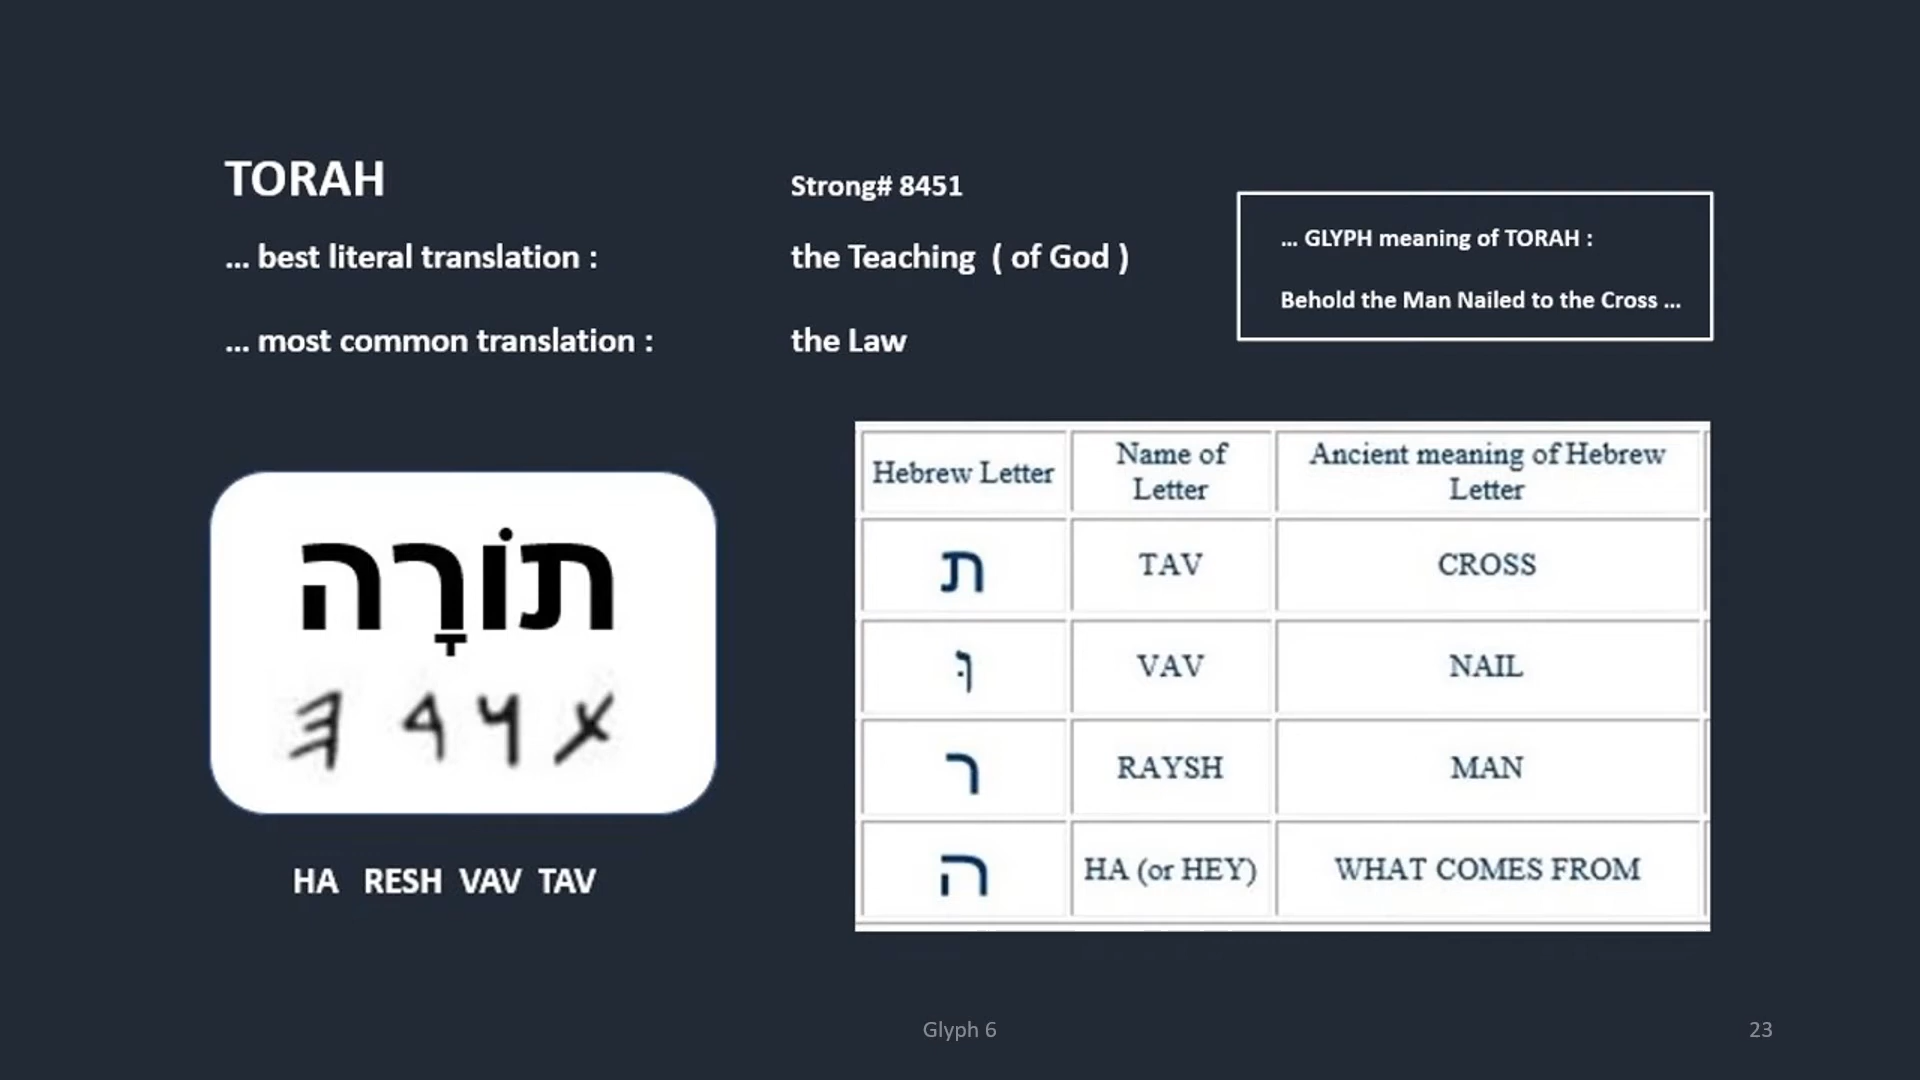 TORAH
Strong# 8451
... best literal translation :
the Teaching ( of God )
... most common translation :
the Law
... GLYPH meaning of TORAH :
Behold the Man Nailed to the Cross ...
תוֹרָה
𐤕𐤅𐤓𐤄
HA RESH VAV TAV
Hebrew Letter
Name of
Letter
Ancient meaning of Hebrew
Letter
ת
TAV
CROSS
וּ
VAV
NAIL
ר
RAYSH
MAN
ה
HA (or HEY)
WHAT COMES FROM
Glyph 6
23